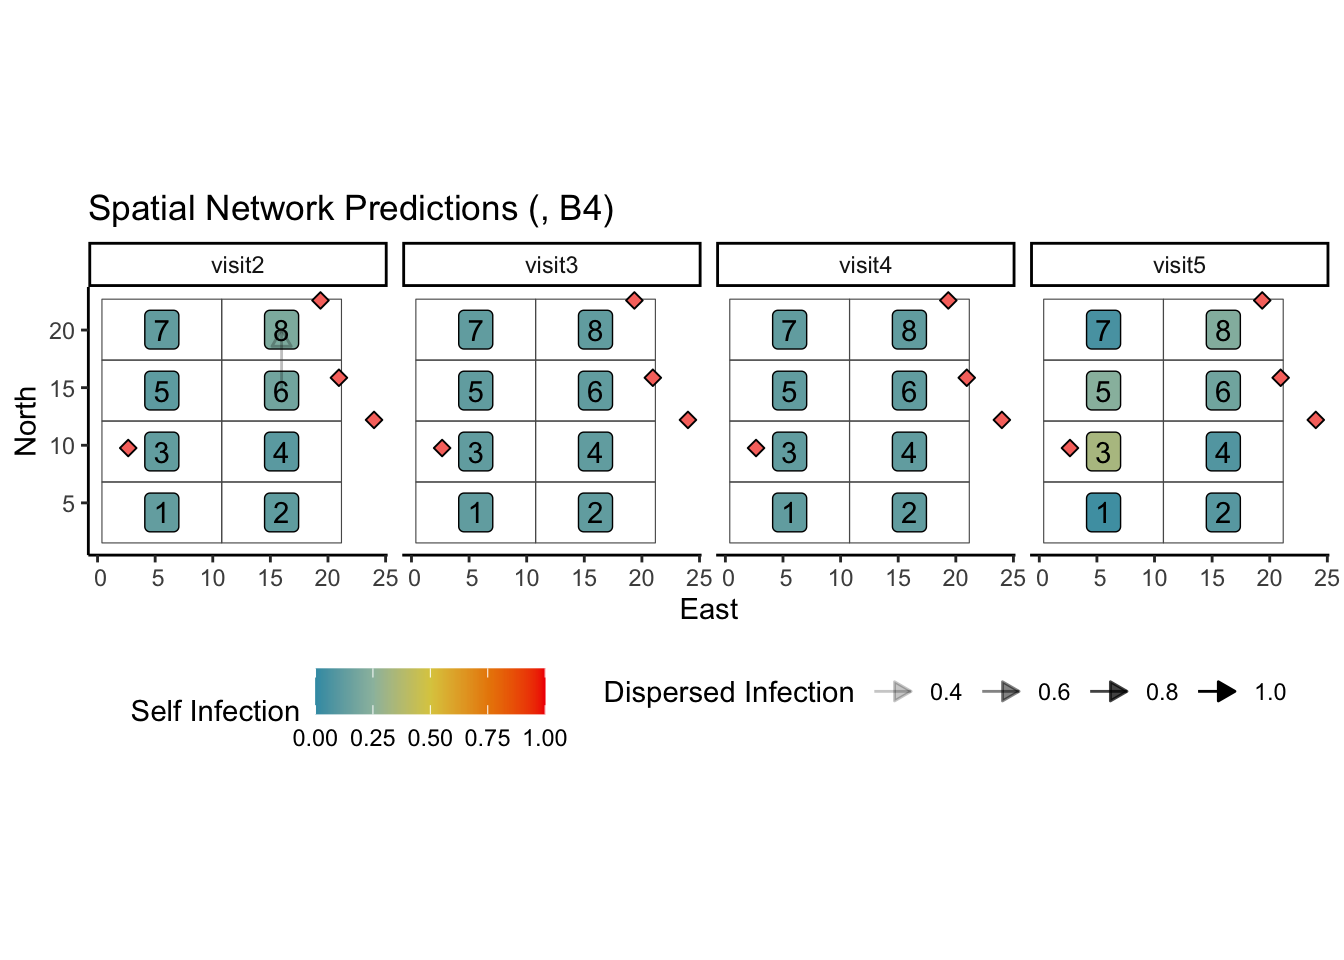 Spatial Network Predictions (, B4)
visit2 visit3 visit4 visit5
20 7 8 7 8 7 8 7 8
15 5 6 5 6 5 6 5 6
10 3 4 3 4 3 4 3 4
5 1 2 1 2 1 2 1 2
North
0 5 10 15 20 25 0 5 10 15 20 25 0 5 10 15 20 25 0 5 10 15 20 25
East
Self Infection
0.00 0.25 0.50 0.75 1.00
Dispersed Infection 0.4 0.6 0.8 1.0